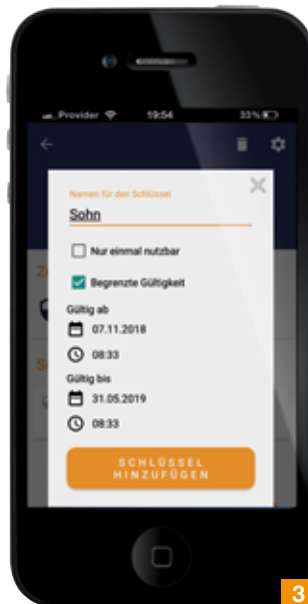 Provider 19:54 33%
Namen für den Schlüssel
Sohn
Nur einmal nutzbar
Begrenzte Gültigkeit
Gültig ab
07.11.2018
08:33
Gültig bis
31.05.2019
08:33
SCHLÜSSEL
HINZUFÜGEN
3